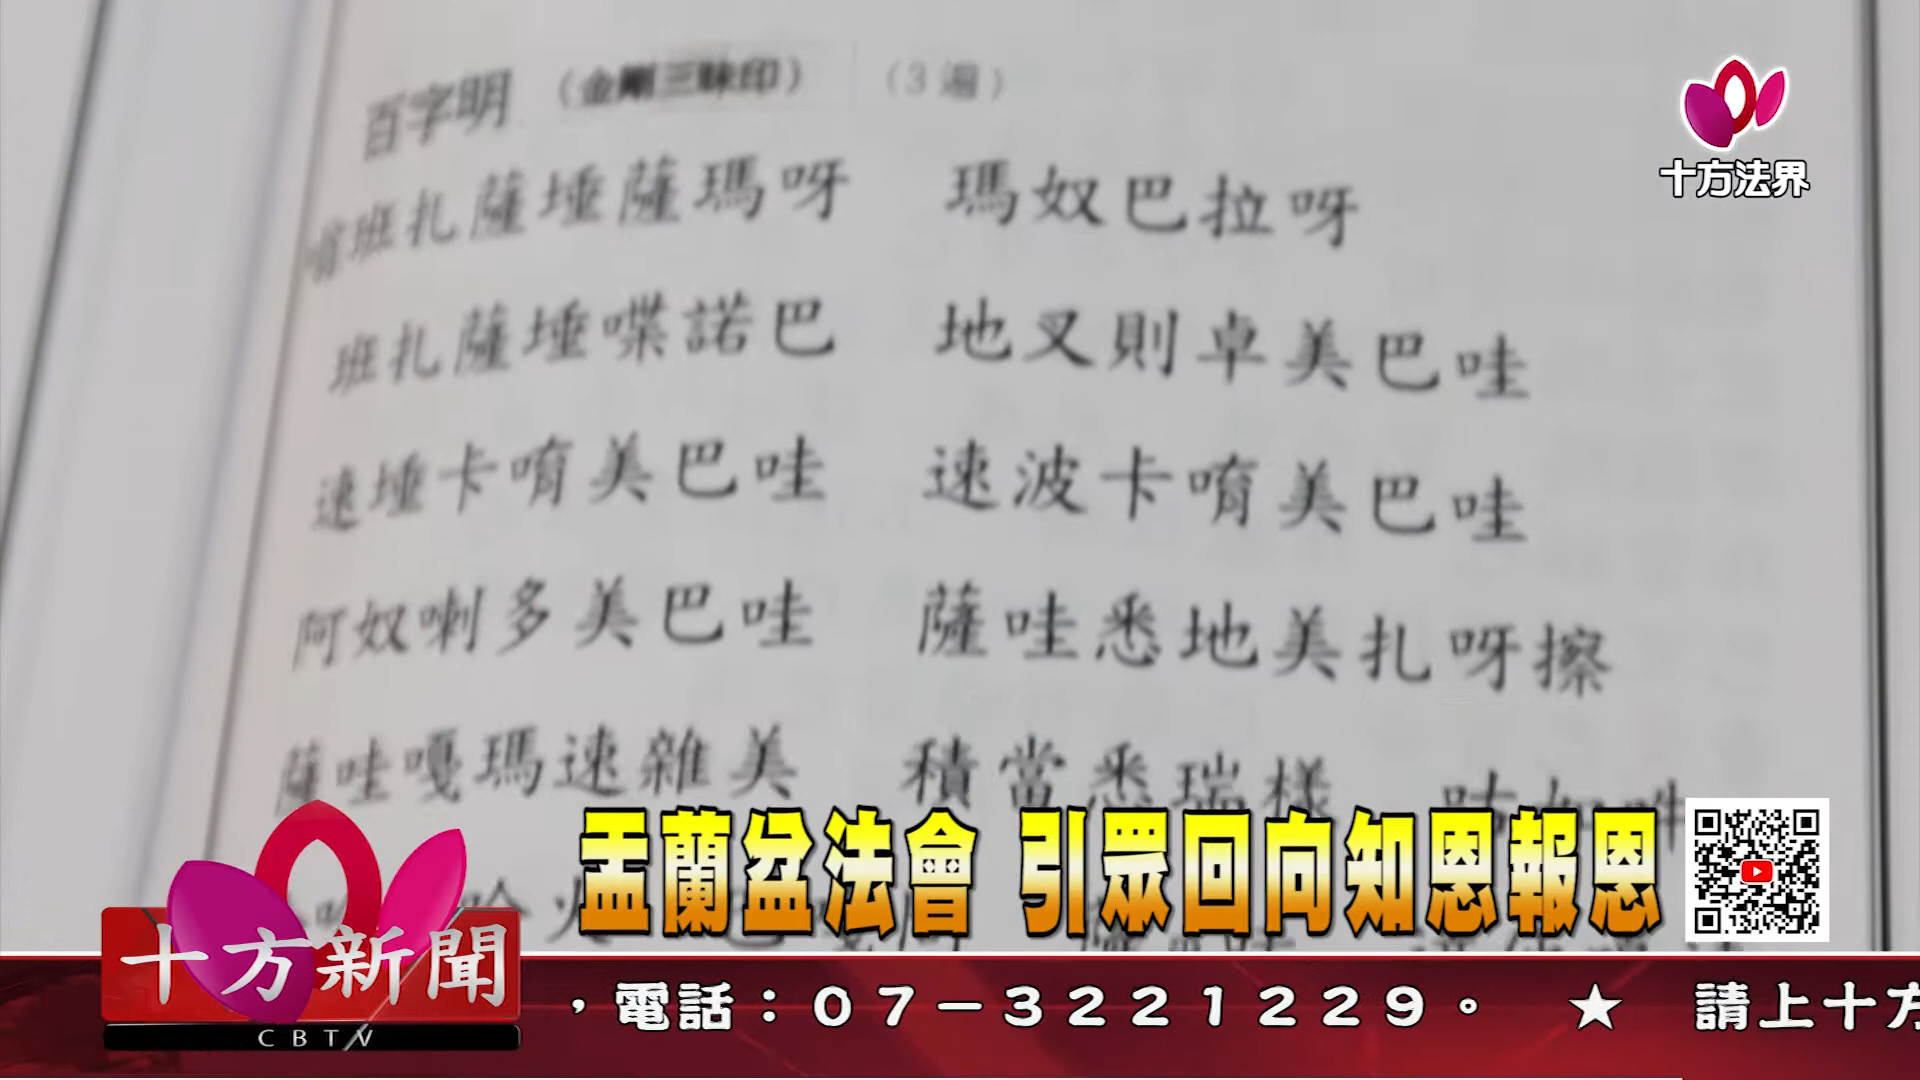 百字明 （金剛三昧印） （3 遍）
嗡班扎薩埵薩瑪呀 瑪奴巴拉呀
班扎薩埵喋諾巴 地叉則卓美巴哇
速埵卡唷美巴哇 速波卡唷美巴哇
阿奴喇多美巴哇 薩哇悉地美扎呀擦
薩哇嘎瑪速雜美 積當悉瑞樣
十方法界
盂蘭盆法會 引眾回向知恩報恩
十方新聞
CBTV
，電話：07－3221229。 ★ 請上十方